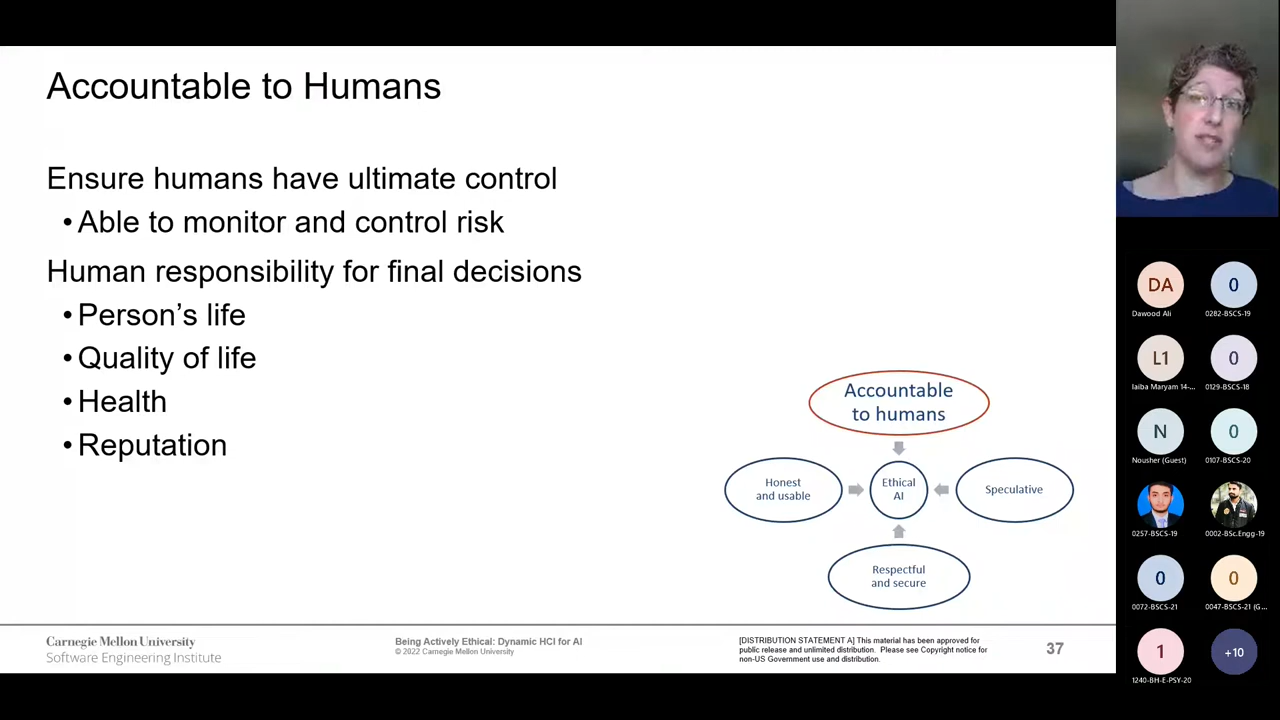 Accountable to Humans
Ensure humans have ultimate control
• Able to monitor and control risk
Human responsibility for final decisions
• Person’s life
• Quality of life
• Health
• Reputation
Accountable
to humans
Honest
and usable
Ethical
AI
Speculative
Respectful
and secure
Carnegie Mellon University
Software Engineering Institute
Being Actively Ethical: Dynamic HCI for AI
© 2022 Carnegie Mellon University
[DISTRIBUTION STATEMENT A] This material has been approved for
public release and unlimited distribution. Please see Copyright notice for
non-US Government use and distribution.
37
DA
Dawood Ali
0
0282-BSCS-19
L1
laiba Maryam 14-...
0
0129-BSCS-18
N
Nousher (Guest)
0
0107-BSCS-20
0257-BSCS-19
0002-BSc.Engg-19
0
0072-BSCS-21
0
0047-BSCS-21 (G...
1
1240-BH-E-PSY-20
+10